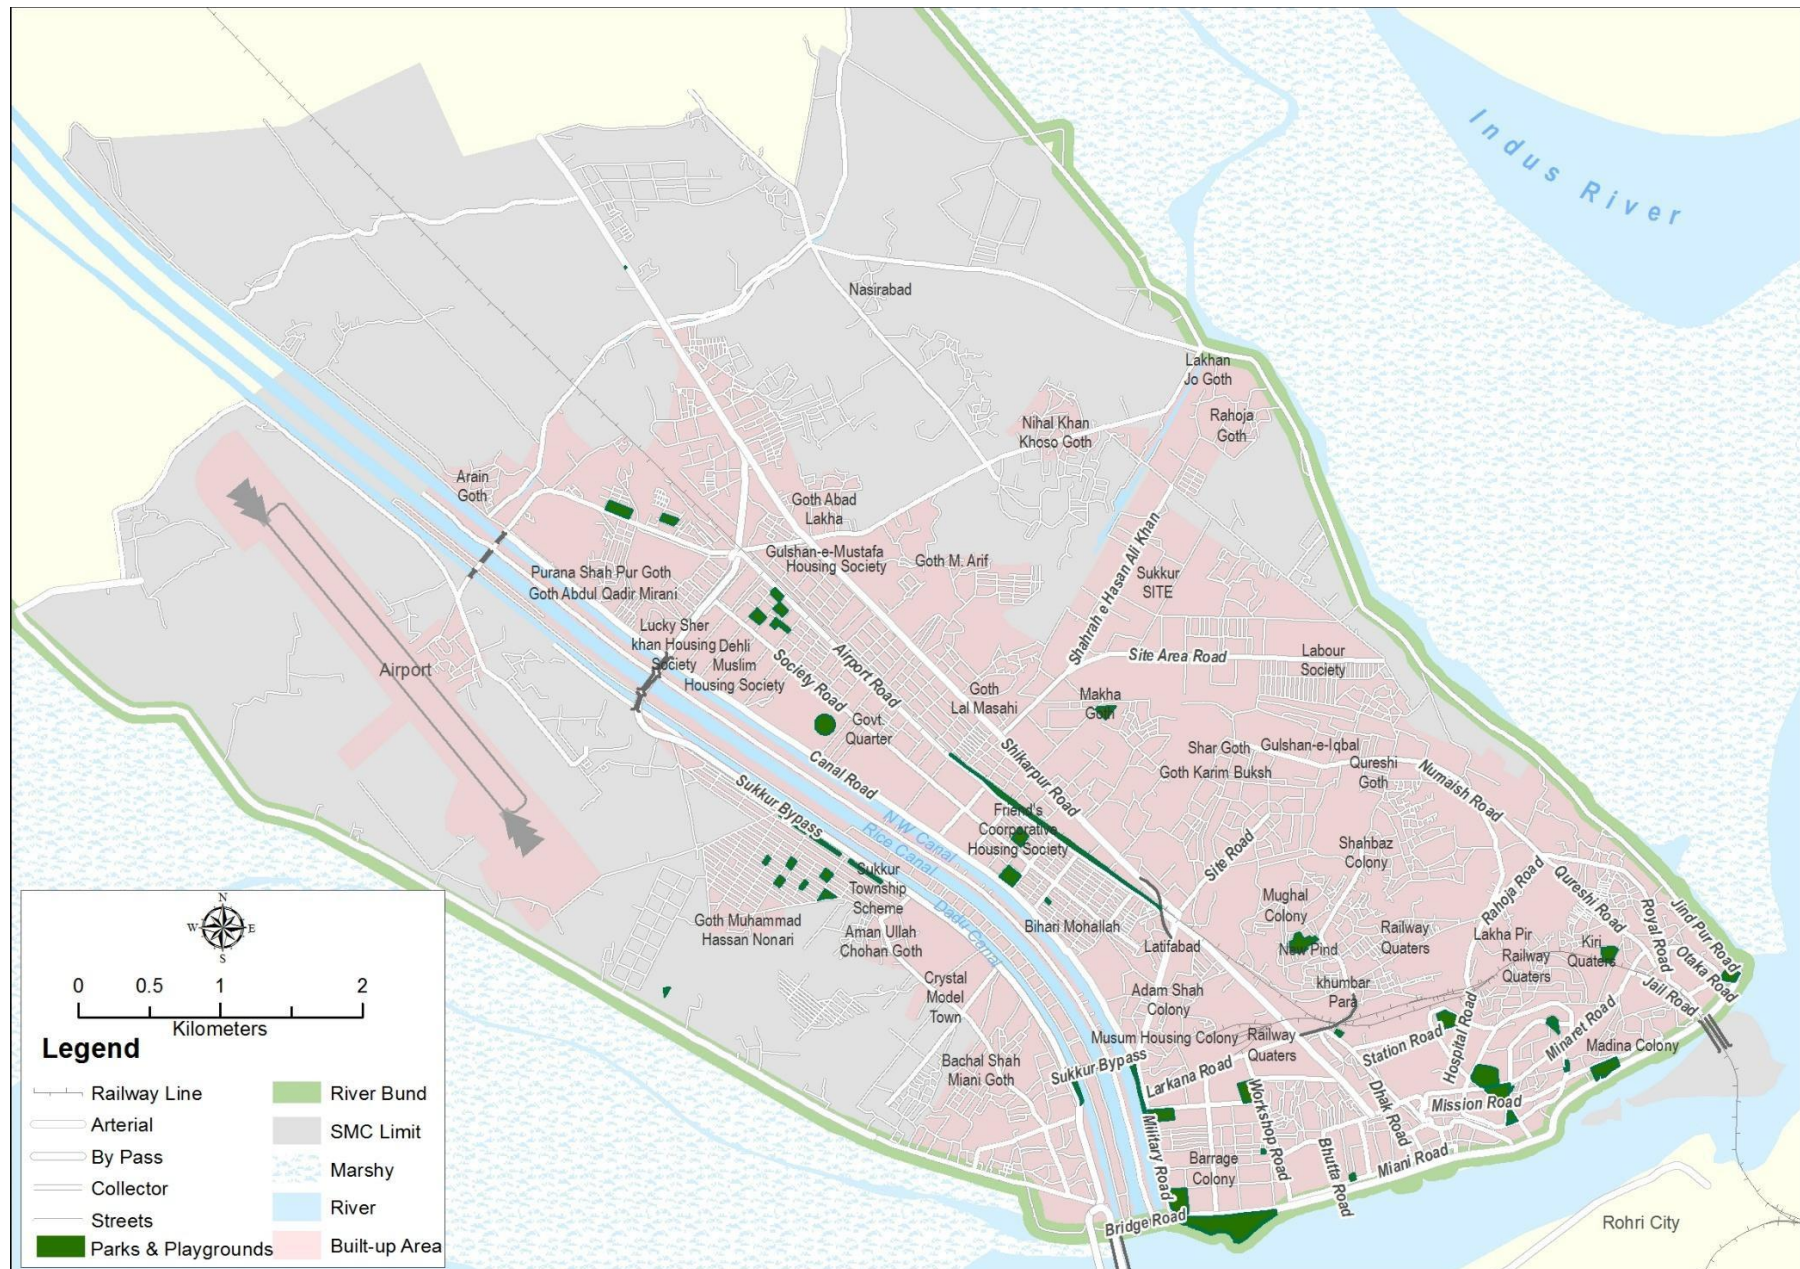 Indus River
Nasirabad
Lakhan
Jo Goth
Rahoja
Goth
Nihal Khan
Khoso Goth
Arain
Goth
Goth Abad
Lakha
Gulshan-e-Mustafa
Housing Society
Goth M. Arif
Purana Shah Pur Goth
Goth Abdul Qadir Mirani
Sukkur
SITE
Shahrah e Hasan Ali Khan
Lucky Sher
khan Housing
Society
Dehli
Muslim
Housing Society
Airport
Society Road
Airport Road
Site Area Road
Labour
Society
Goth
Lal Masahi
Makha
Goth
Govt.
Quarter
Canal Road
Shikarpur Road
Shar Goth
Gulshan-e-Iqbal
Goth Karim Buksh
Qureshi
Goth
Numaish Road
Sukkur Bypass
N W Canal
Rice Canal
Dadu Canal
Friend's
Coorporative
Housing Society
Site Road
Shahbaz
Colony
Sukkur
Township
Scheme
Goth Muhammad
Hassan Nonari
Aman Ullah
Chohan Goth
Bihari Mohallah
Latifabad
Mughal
Colony
New Pind
Railway
Quaters
Rahoja Road
Qureshi Road
Royal Road
Jind Pur Road
Otaka Road
Jail Road
Lakha Pir
Railway
Quaters
Kiri
Quaters
khumbar
Para
Crystal
Model
Town
Adam Shah
Colony
Musum Housing Colony
Railway
Quaters
Station Road
Hospital Road
Minaret Road
Madina Colony
Bachal Shah
Miani Goth
Sukkur Bypass
Larkana Road
Workshop Road
Dhak Road
Mission Road
Military Road
Barrage
Colony
Bhutta Road
Miani Road
Bridge Road
Rohri City
N
W E
S
0 0.5 1 2
Kilometers
Legend
Railway Line
Arterial
By Pass
Collector
Streets
Parks & Playgrounds
River Bund
SMC Limit
Marshy
River
Built-up Area